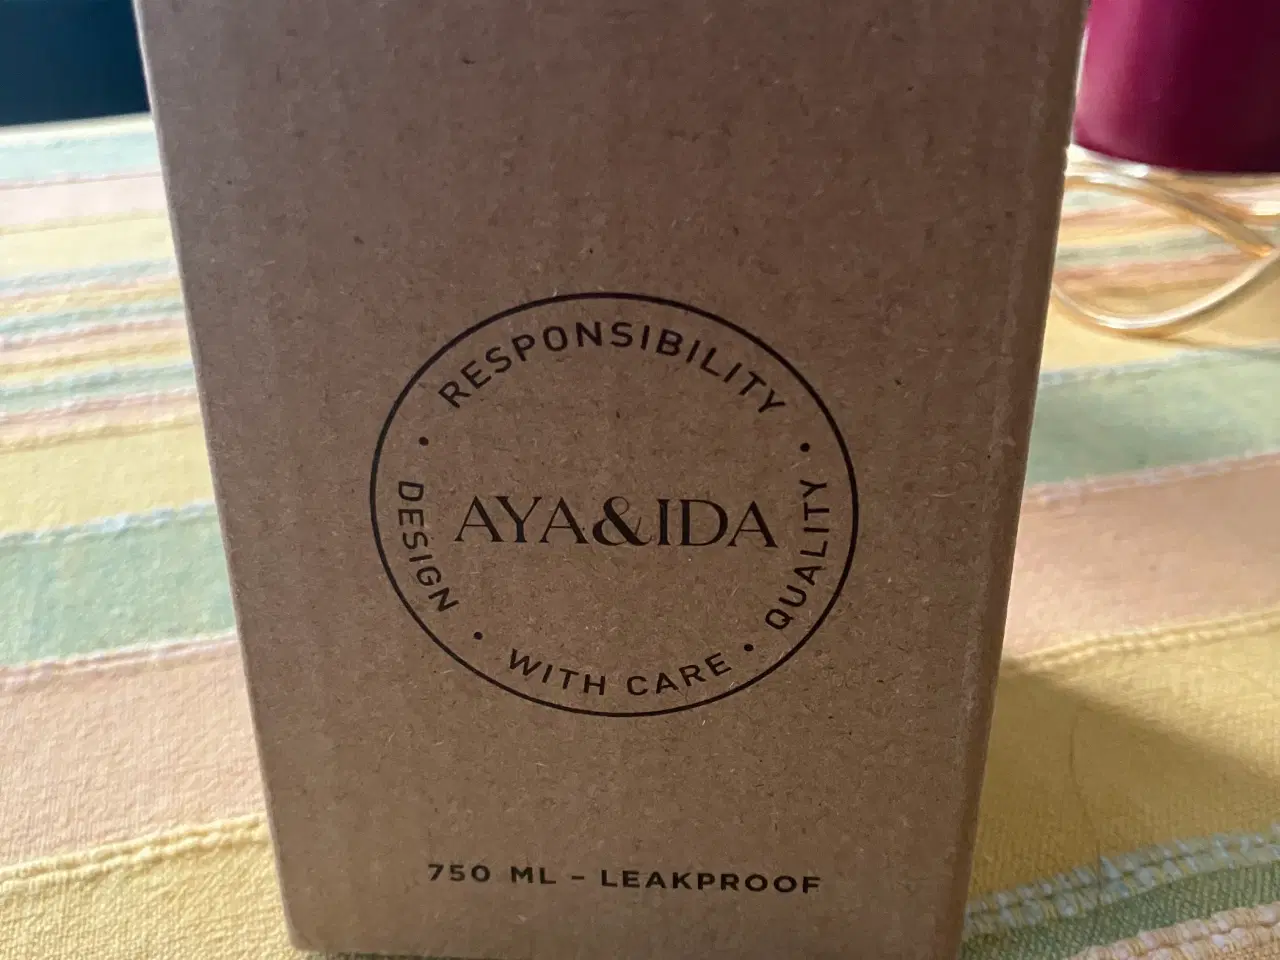 RESPONSIBILITY
AYA&IDA
DESIGN • WITH CARE • QUALITY
750 ML - LEAKPROOF